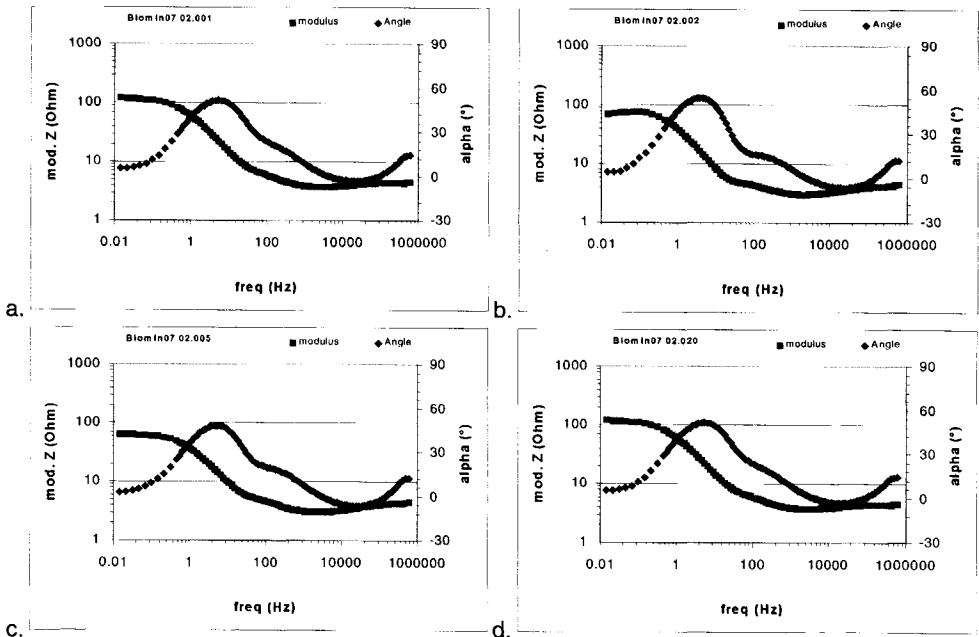 Biomin07 02.001
modulus Angle
1000
100
10
1
mod. Z (Ohm)
90
60
30
0
-30
alpha (°)
0.01 1 100 10000 1000000
freq (Hz)
a.
Biomin07 02.002
modulus Angle
1000
100
10
1
mod. Z (Ohm)
90
60
30
0
-30
alpha (°)
0.01 1 100 10000 1000000
freq (Hz)
b.
Biomin07 02.005
modulus Angle
1000
100
10
1
mod. Z (Ohm)
90
60
30
0
-30
alpha (°)
0.01 1 100 10000 1000000
freq (Hz)
c.
Biomin07 02.020
modulus Angle
1000
100
10
1
mod. Z (Ohm)
90
60
30
0
-30
alpha (°)
0.01 1 100 10000 1000000
freq (Hz)
d.